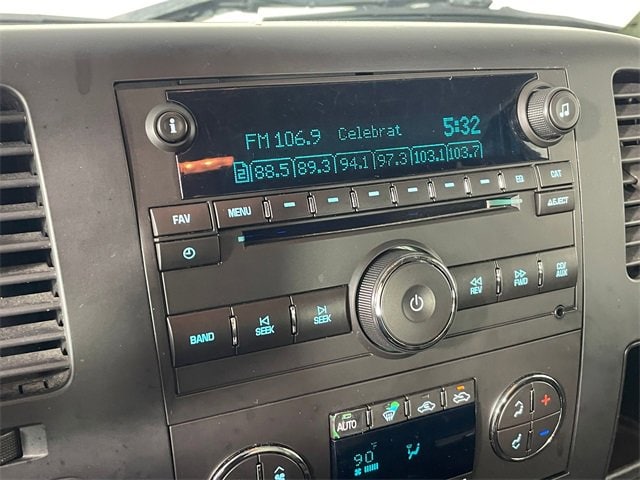 FM 106.9 Celebrat 5:32
2 88.5 89.3 94.1 97.3 103.1 103.7
i
FAV MENU EQ CAT
EJECT
BAND SEEK SEEK REV FWD CD/AUX
AUTO
90 °F